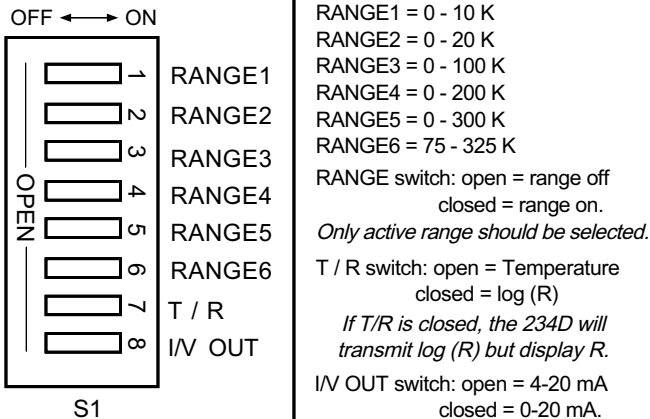 OFF ON
1 RANGE1
2 RANGE2
3 RANGE3
4 RANGE4
5 RANGE5
6 RANGE6
7 T / R
8 I/V OUT
OPEN
S1
RANGE1 = 0 - 10 K
RANGE2 = 0 - 20 K
RANGE3 = 0 - 100 K
RANGE4 = 0 - 200 K
RANGE5 = 0 - 300 K
RANGE6 = 75 - 325 K
RANGE switch: open = range off
closed = range on.
Only active range should be selected.
T / R switch: open = Temperature
closed = log (R)
If T/R is closed, the 234D will
transmit log (R) but display R.
I/V OUT switch: open = 4-20 mA
closed = 0-20 mA.